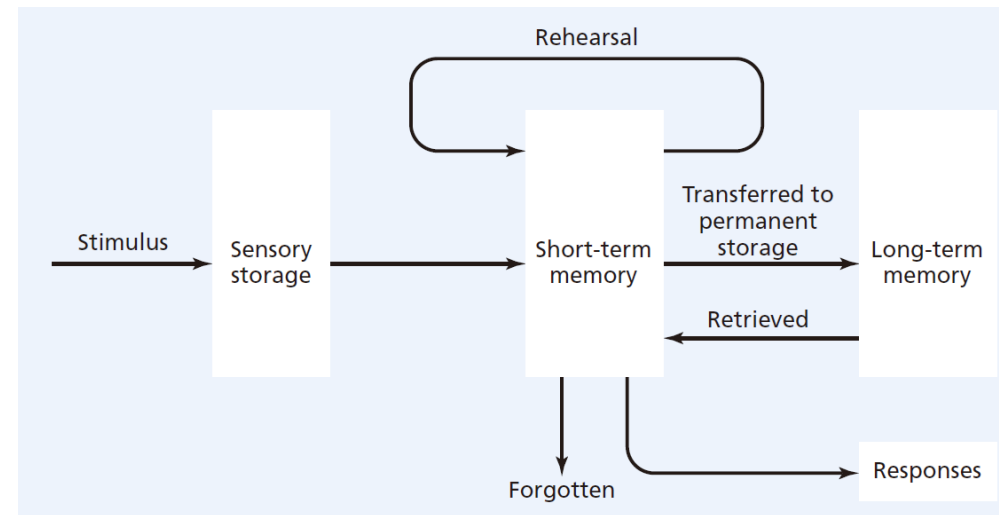 Rehearsal
Stimulus
Sensory
storage
Short-term
memory
Transferred to
permanent
storage
Long-term
memory
Retrieved
Forgotten
Responses